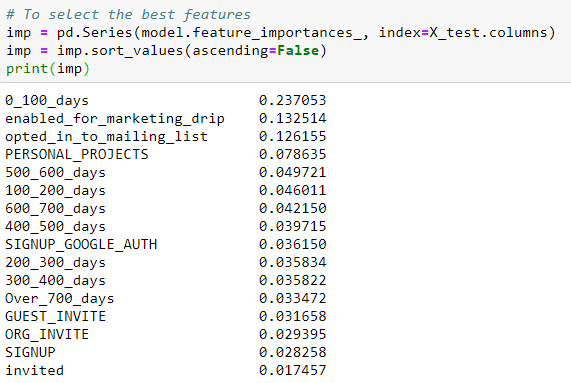 # To select the best features
imp = pd.Series(model.feature_importances_, index=X_test.columns)
imp = imp.sort_values(ascending=False)
print(imp)
0_100_days 0.237053
enabled_for_marketing_drip 0.132514
opted_in_to_mailing_list 0.126155
PERSONAL_PROJECTS 0.078635
500_600_days 0.049721
100_200_days 0.046011
600_700_days 0.042150
400_500_days 0.039715
SIGNUP_GOOGLE_AUTH 0.036150
200_300_days 0.035834
300_400_days 0.035822
Over_700_days 0.033472
GUEST_INVITE 0.031658
ORG_INVITE 0.029395
SIGNUP 0.028258
invited 0.017457